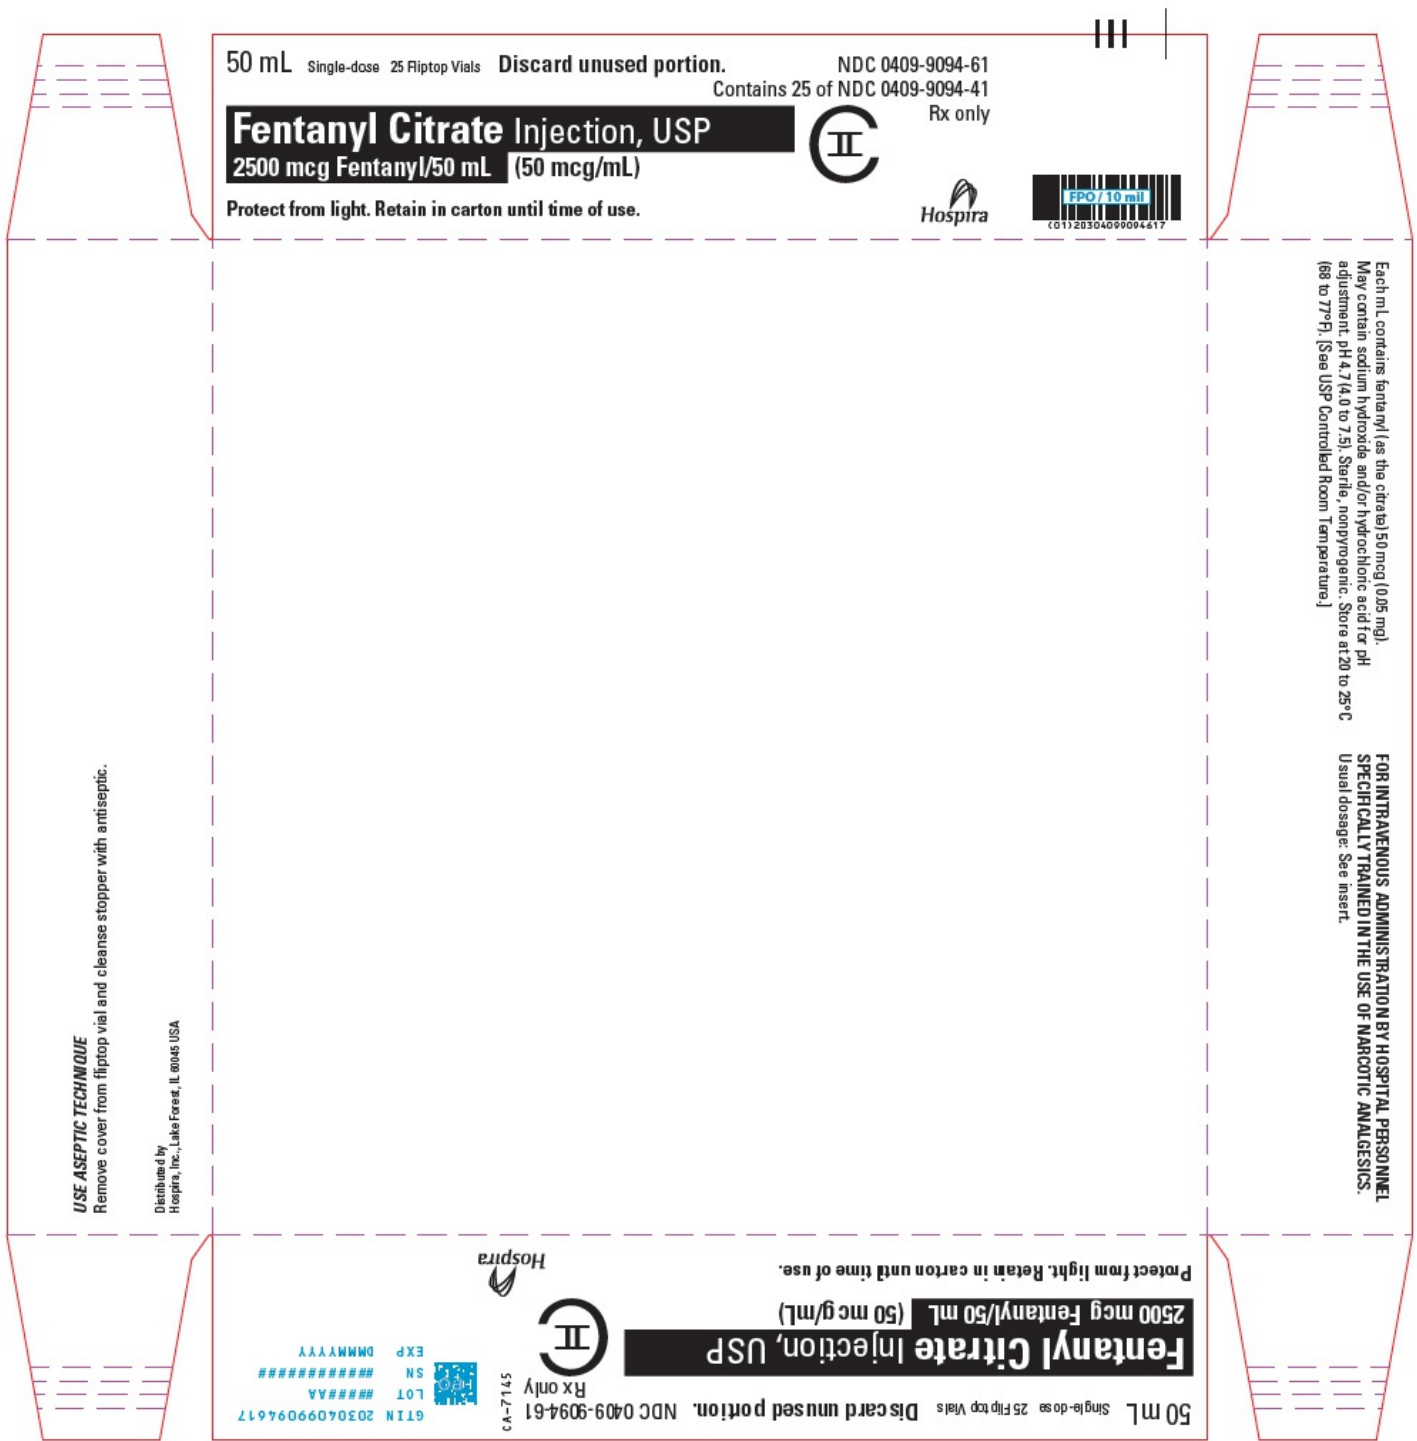 50 mL Single-dose 25 Fliptop Vials Discard unused portion. NDC 0409-9094-61
Contains 25 of NDC 0409-9094-41
Rx only
Fentanyl Citrate Injection, USP
CII
2500 mcg Fentanyl/50 mL (50 mcg/mL)
Protect from light. Retain in carton until time of use.
Hospira
FPO / 10 mil
(01)20304099094617
Each mL contains fentanyl (as the citrate) 50 mcg (0.05 mg).
May contain sodium hydroxide and/or hydrochloric acid for pH
adjustment. pH 4.7 (4.0 to 7.5). Sterile, nonpyrogenic. Store at 20 to 25°C
(68 to 77°F). [See USP Controlled Room Temperature.]
FOR INTRAVENOUS ADMINISTRATION BY HOSPITAL PERSONNEL
SPECIFICALLY TRAINED IN THE USE OF NARCOTIC ANALGESICS.
Usual dosage: See insert.
USE ASEPTIC TECHNIQUE
Remove cover from fliptop vial and cleanse stopper with antiseptic.
Distributed by
Hospira, Inc., Lake Forest, IL 60045 USA
50 mL Single-dose 25 Fliptop Vials Discard unused portion. NDC 0409-9094-61
Rx only
Fentanyl Citrate Injection, USP
CII
2500 mcg Fentanyl/50 mL (50 mcg/mL)
Protect from light. Retain in carton until time of use.
Hospira
CA-7145
GTIN 20304099094617
LOT #####AA
SN ############
EXP DMMMYYYY